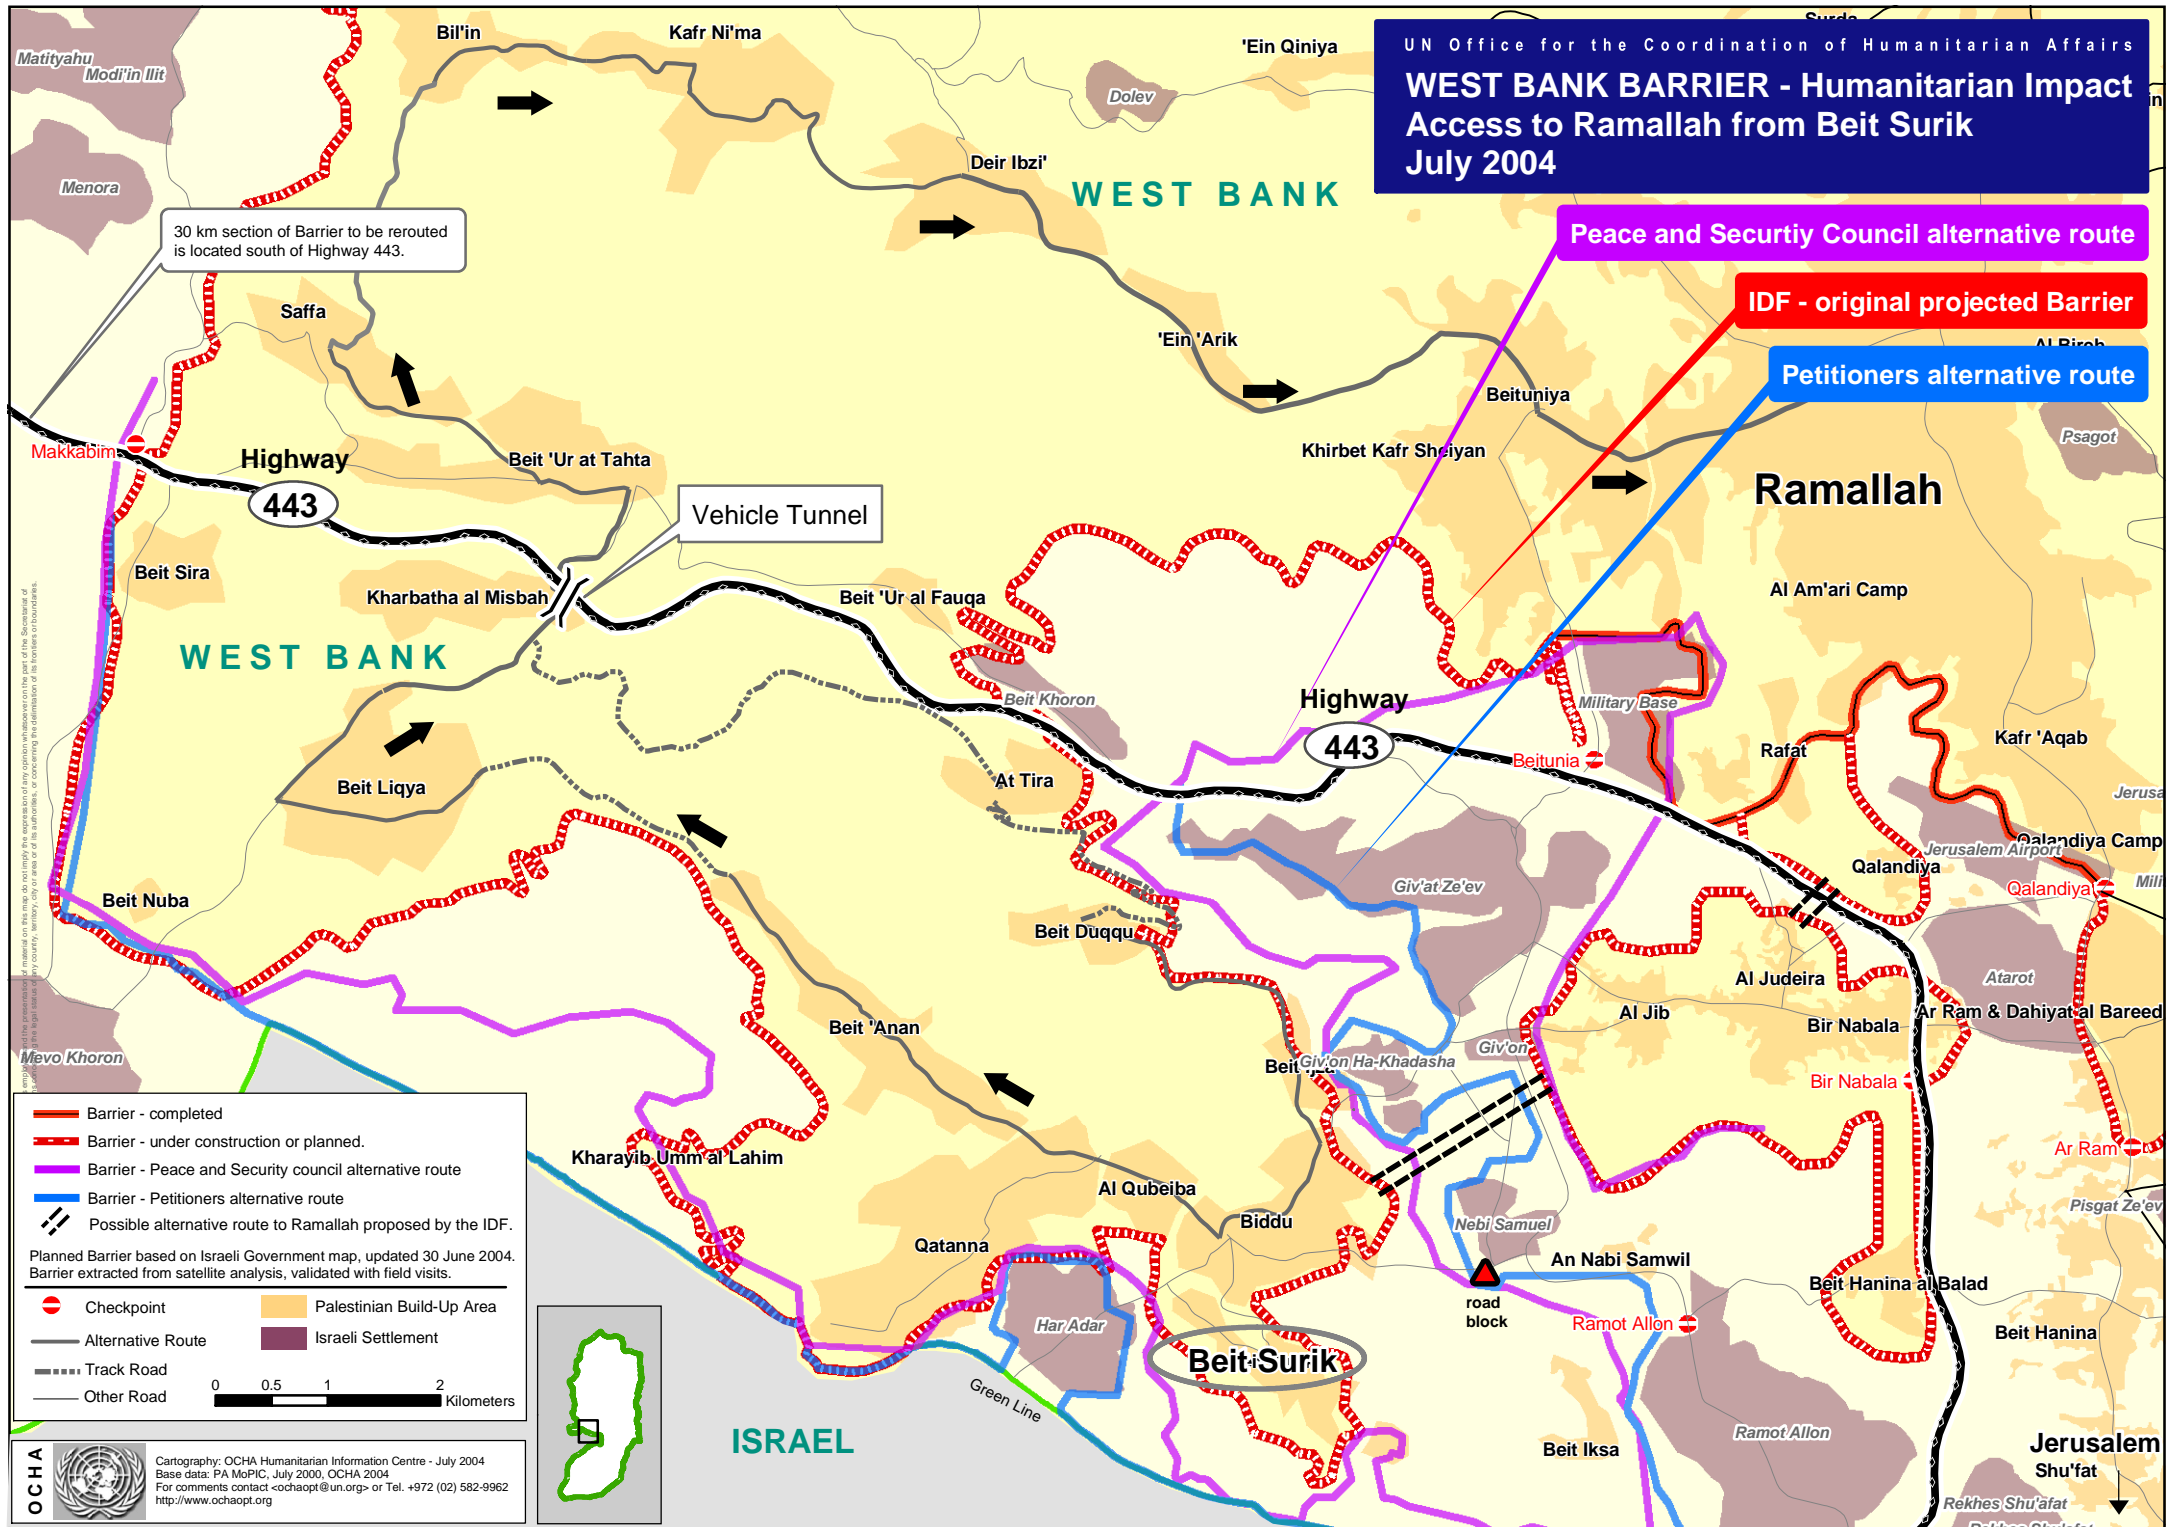 Surda
UN Office for the Coordination of Humanitarian Affairs
WEST BANK BARRIER - Humanitarian Impact
Access to Ramallah from Beit Surik
July 2004
Peace and Securtiy Council alternative route
IDF - original projected Barrier
Petitioners alternative route
Matityahu
Modi'in Ilit
Bil'in
Kafr Ni'ma
'Ein Qiniya
Dolev
Menora
Deir Ibzi'
WEST BANK
30 km section of Barrier to be rerouted
is located south of Highway 443.
Saffa
'Ein 'Arik
Al Bireh
Beituniya
Psagot
Makkabim
Highway
443
Beit 'Ur at Tahta
Khirbet Kafr Sheiyan
Ramallah
Vehicle Tunnel
Beit Sira
Kharbatha al Misbah
Beit 'Ur al Fauqa
Al Am'ari Camp
WEST BANK
Beit Khoron
Highway
443
Military Base
Beitunia
Rafat
Kafr 'Aqab
Beit Liqya
At Tira
Jerusa
Qalandiya Camp
Jerusalem Airport
Qalandiya
Qalandiya
Mili
Giv'at Ze'ev
Beit Nuba
Beit Duqqu
Al Judeira
Atarot
Al Jib
Bir Nabala
Ar Ram & Dahiyat al Bareed
Beit 'Anan
Mevo Khoron
Giv'on
Giv'on Ha-Khadasha
Beit Ijza
Bir Nabala
Kharayib Umm al Lahim
Ar Ram
Al Qubeiba
Biddu
Nebi Samuel
Pisgat Ze'ev
Qatanna
An Nabi Samwil
Beit Hanina al Balad
road
block
Ramot Allon
Har Adar
Beit Hanina
Beit Surik
Green Line
ISRAEL
Beit Iksa
Ramot Allon
Jerusalem
Shu'fat
Rekhes Shu'afat
Barrier - completed
Barrier - under construction or planned.
Barrier - Peace and Security council alternative route
Barrier - Petitioners alternative route
Possible alternative route to Ramallah proposed by the IDF.
Planned Barrier based on Israeli Government map, updated 30 June 2004.
Barrier extracted from satellite analysis, validated with field visits.
Checkpoint
Palestinian Build-Up Area
Alternative Route
Israeli Settlement
Track Road
Other Road
0 0.5 1 2
Kilometers
OCHA
Cartography: OCHA Humanitarian Information Centre - July 2004
Base data: PA MoPIC, July 2000, OCHA 2004
For comments contact <ochaopt@un.org> or Tel. +972 (02) 582-9962
http://www.ochaopt.org